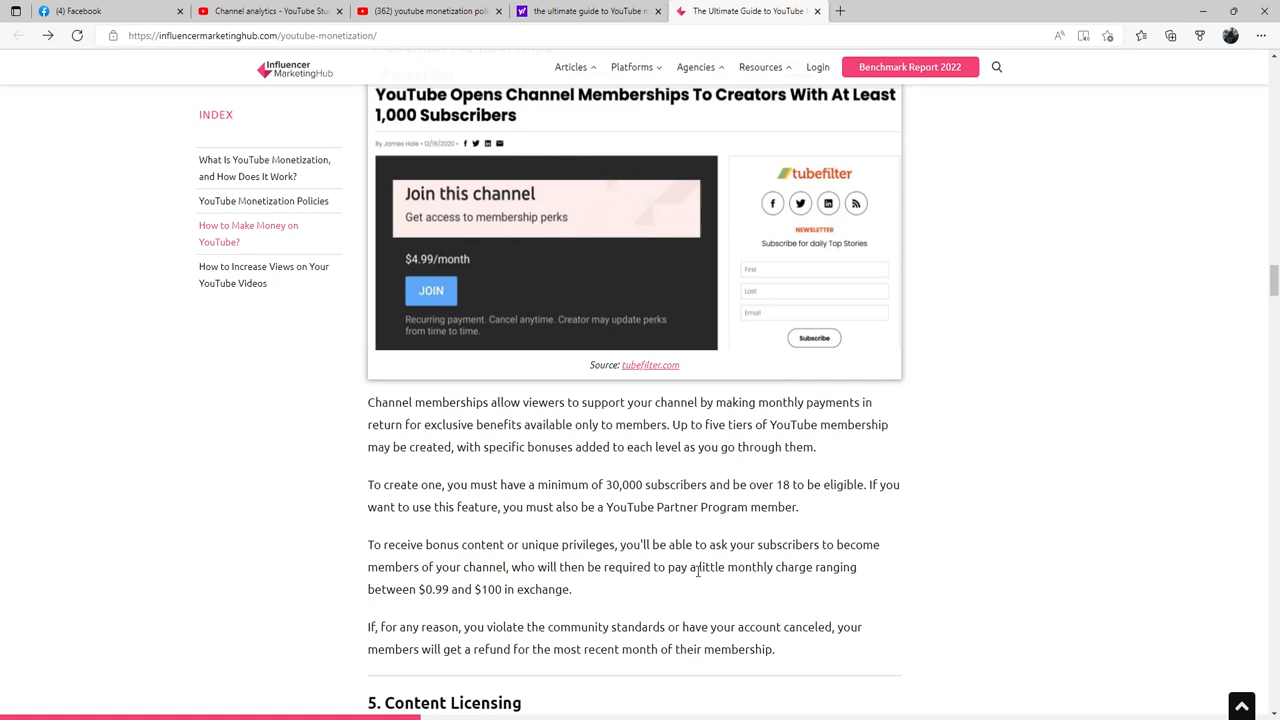 (4) Facebook
Channel analytics - YouTube Stu
(362) youtube monetization polic
the ultimate guide to youtube m
The Ultimate Guide to YouTube
https://influencermarketinghub.com/youtube-monetization/
Influencer
MarketingHub
Articles
Platforms
Agencies
Resources
Login
Benchmark Report 2022
INDEX
What Is YouTube Monetization,
and How Does It Work?
YouTube Monetization Policies
How to Make Money on
YouTube?
How to Increase Views on Your
YouTube Videos
YouTube Opens Channel Memberships To Creators With At Least
1,000 Subscribers
By James Hale • 12/16/2020 •
Join this channel
Get access to membership perks
$4.99/month
JOIN
Recurring payment. Cancel anytime. Creator may update perks
from time to time.
tubefilter
NEWSLETTER
Subscribe for daily Top Stories
First
Last
Email
Subscribe
Source: tubefilter.com
Channel memberships allow viewers to support your channel by making monthly payments in
return for exclusive benefits available only to members. Up to five tiers of YouTube membership
may be created, with specific bonuses added to each level as you go through them.
To create one, you must have a minimum of 30,000 subscribers and be over 18 to be eligible. If you
want to use this feature, you must also be a YouTube Partner Program member.
To receive bonus content or unique privileges, you'll be able to ask your subscribers to become
members of your channel, who will then be required to pay a little monthly charge ranging
between $0.99 and $100 in exchange.
If, for any reason, you violate the community standards or have your account canceled, your
members will get a refund for the most recent month of their membership.
5. Content Licensing